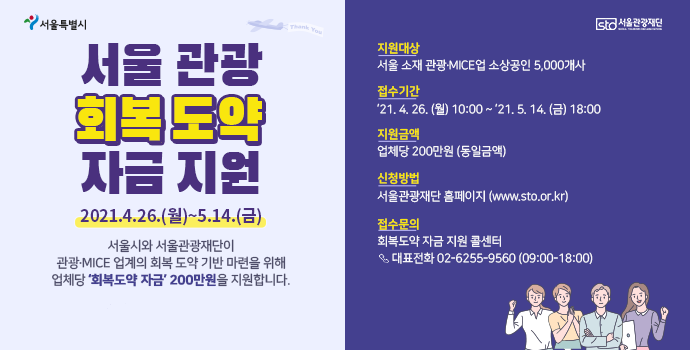 서울특별시
Thank You
서울 관광
회복 도약
자금 지원
2021.4.26.(월)~5.14.(금)
서울시와 서울관광재단이
관광·MICE 업계의 회복 도약 기반 마련을 위해
업체당 '회복도약 자금' 200만원을 지원합니다.
sto 서울관광재단
지원대상
서울 소재 관광·MICE업 소상공인 5,000개사
접수기간
’21. 4. 26. (월) 10:00 ~ ‘21. 5. 14. (금) 18:00
지원금액
업체당 200만원 (동일금액)
신청방법
서울관광재단 홈페이지 (www.sto.or.kr)
접수문의
회복도약 자금 지원 콜센터
대표전화 02-6255-9560 (09:00-18:00)